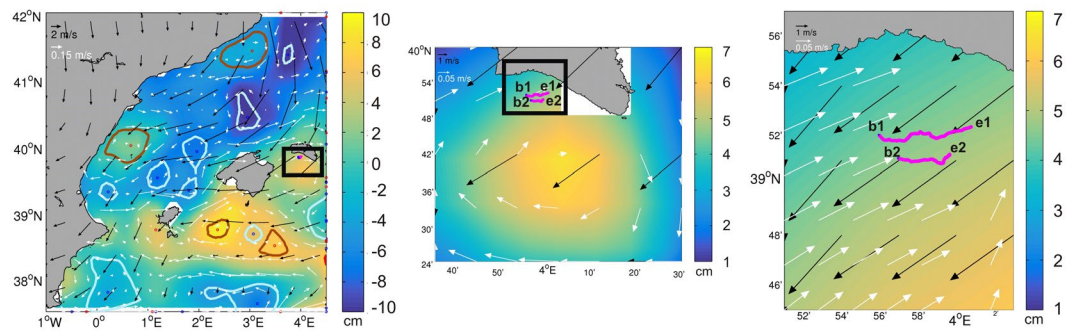 42°N
41°N
40°N
39°N
38°N
1°W
0°
1°E
2°E
3°E
4°E
2 m/s
0.15 m/s
10
8
6
4
2
0
-2
-4
-6
-8
-10
cm
40°N
54'
48'
42'
36'
30'
24'
40'
50'
4°E
10'
20'
30'
1 m/s
0.05 m/s
b1 e1
b2 e2
7
6
5
4
3
2
1
cm
56'
54'
52'
50'
39°N
48'
46'
52'
54'
56'
58'
4°E
2'
1 m/s
0.05 m/s
b1 e1
b2 e2
7
6
5
4
3
2
1
cm